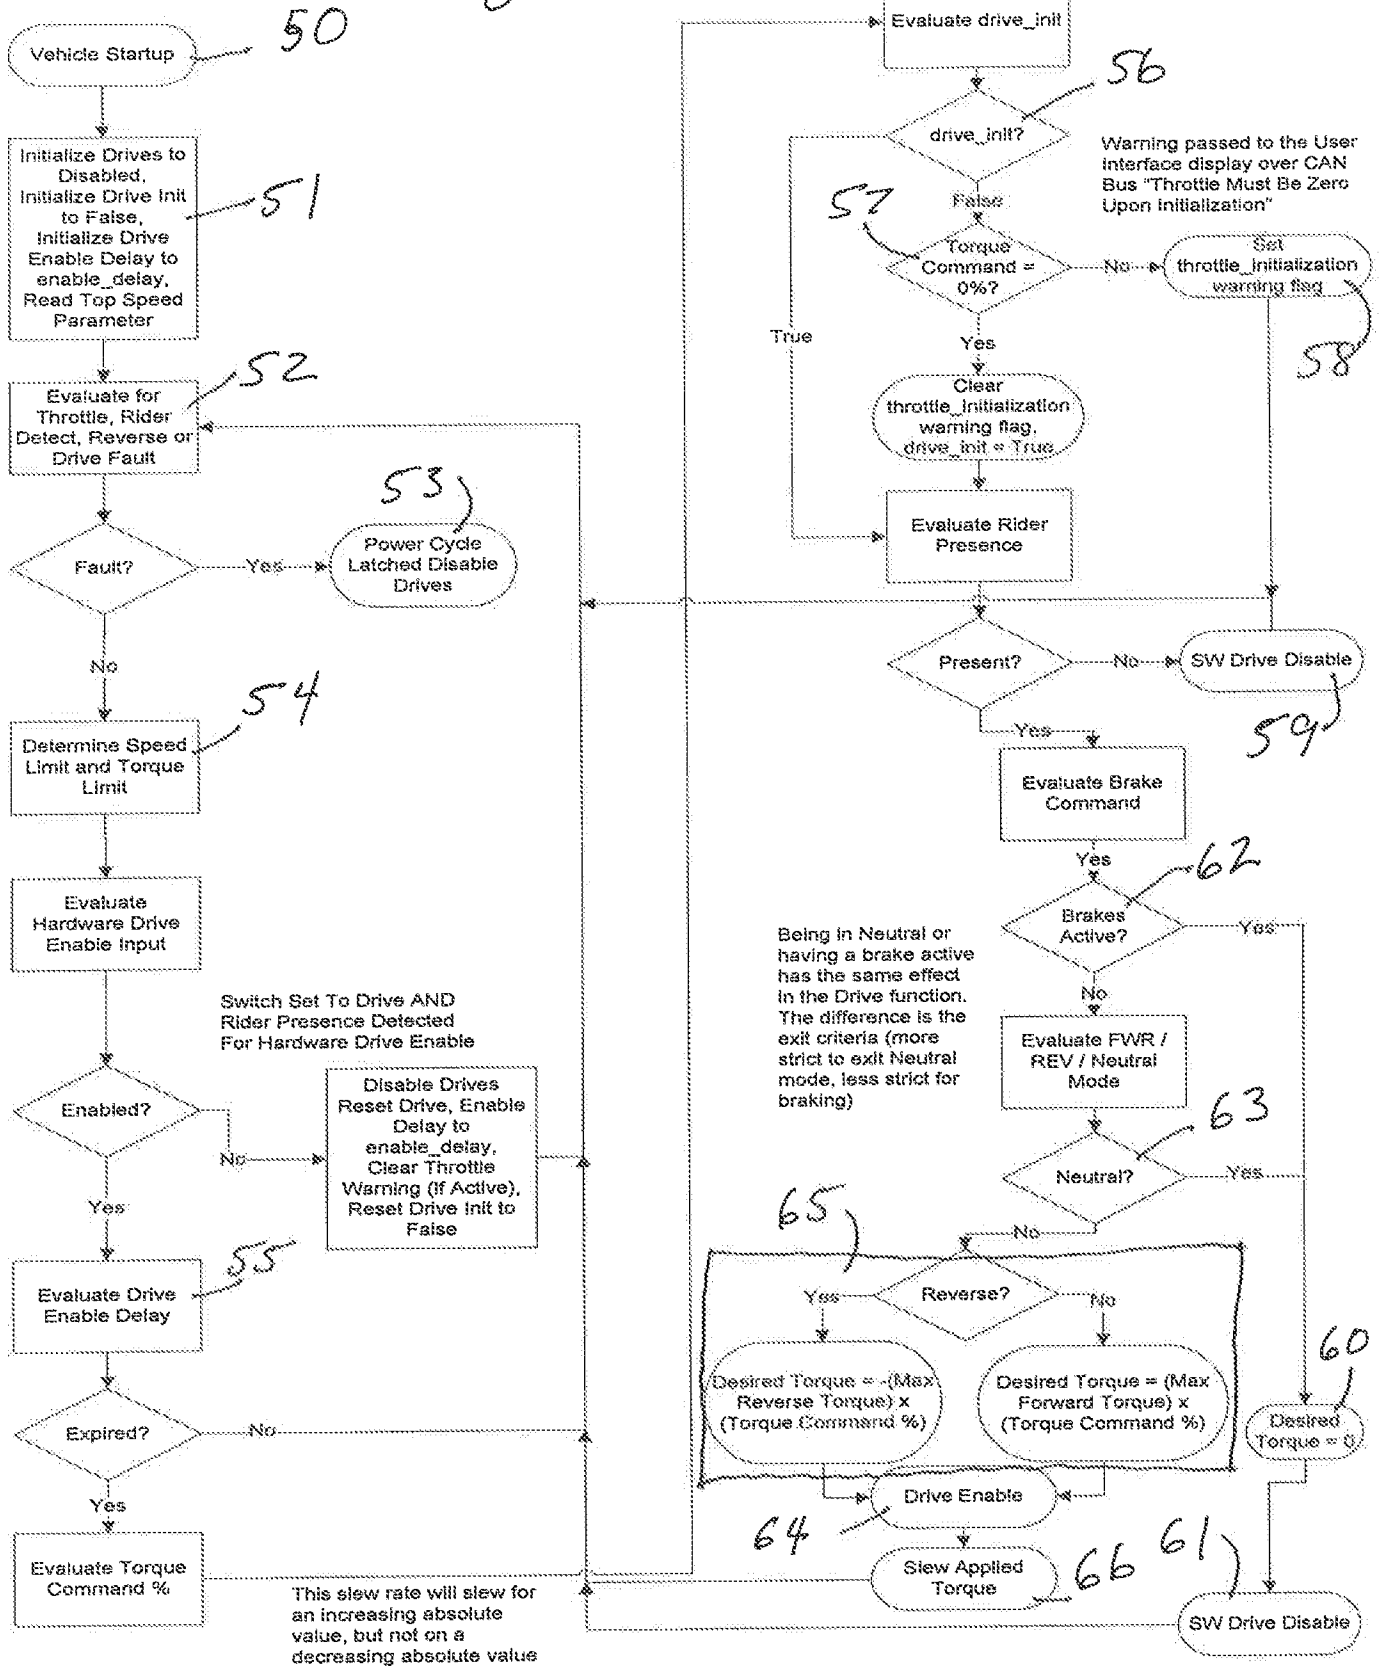 50
Vehicle Startup
Initialize Drives to
Disabled,
Initialize Drive Init
to False,
Initialize Drive
Enable Delay to
enable_delay,
Read Top Speed
Parameter
51
52
Evaluate for
Throttle, Rider
Detect, Reverse or
Drive Fault
53
Fault?
Yes
Power Cycle
Latched Disable
Drives
No
54
Determine Speed
Limit and Torque
Limit
Evaluate
Hardware Drive
Enable Input
Switch Set To Drive AND
Rider Presence Detected
For Hardware Drive Enable
Enabled?
No
Disable Drives
Reset Drive, Enable
Delay to
enable_delay,
Clear Throttle
Warning (If Active),
Reset Drive Init to
False
Yes
55
Evaluate Drive
Enable Delay
Expired?
No
Yes
Evaluate Torque
Command %
This slew rate will slew for
an increasing absolute
value, but not on a
decreasing absolute value
Evaluate drive_init
56
drive_init?
Warning passed to the User
Interface display over CAN
Bus "Throttle Must Be Zero
Upon Initialization"
False
57
Torque
Command =
0%?
No
Set
throttle_initialization
warning flag
58
True
Yes
Clear
throttle_initialization
warning flag,
drive_init = True
Evaluate Rider
Presence
Present?
No
SW Drive Disable
59
Yes
Evaluate Brake
Command
Yes
62
Brakes
Active?
Yes
Being in Neutral or
having a brake active
has the same effect
in the Drive function.
The difference is the
exit criteria (more
strict to exit Neutral
mode, less strict for
braking)
No
Evaluate FWR /
REV / Neutral
Mode
63
Neutral?
Yes
No
65
Reverse?
Yes
No
Desired Torque = -(Max
Reverse Torque) x
(Torque Command %)
Desired Torque = (Max
Forward Torque) x
(Torque Command %)
60
Desired
Torque = 0
Drive Enable
64
Slew Applied
Torque
66
61
SW Drive Disable